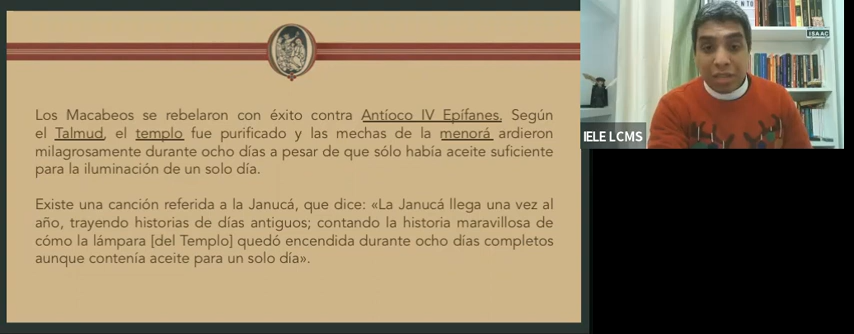 Los Macabeos se rebelaron con éxito contra Antíoco IV Epífanes. Según
el Talmud, el templo fue purificado y las mechas de la menorá ardieron
milagrosamente durante ocho días a pesar de que sólo había aceite suficiente
para la iluminación de un solo día.
Existe una canción referida a la Janucá, que dice: «La Janucá llega una vez al
año, trayendo historias de días antiguos; contando la historia maravillosa de
cómo la lámpara [del Templo] quedó encendida durante ocho días completos
aunque contenía aceite para un solo día».
ISAAC
IELE LCMS